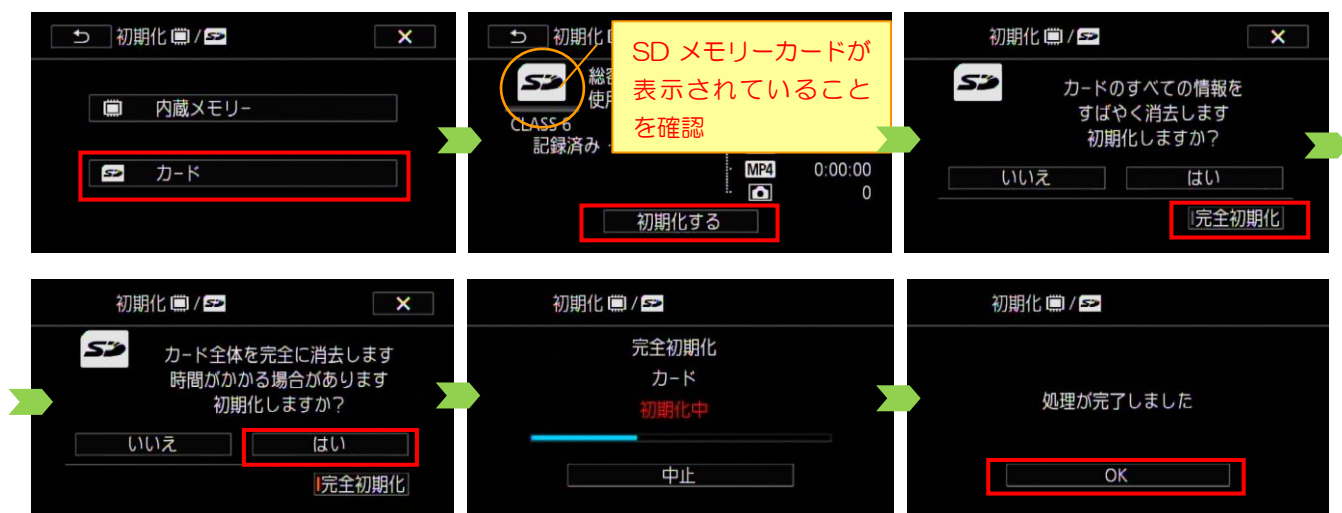 初期化 /
内蔵メモリー
カード
初期化
SD メモリーカードが
表示されていること
を確認
CLASS 6
記録済み
MP4 0:00:00
0
初期化する
初期化 /
カードのすべての情報を
すばやく消去します
初期化しますか?
いいえ はい
完全初期化
初期化 /
カード全体を完全に消去します
時間がかかる場合があります
初期化しますか?
いいえ はい
完全初期化
初期化 /
完全初期化
カード
初期化中
中止
初期化 /
処理が完了しました
OK